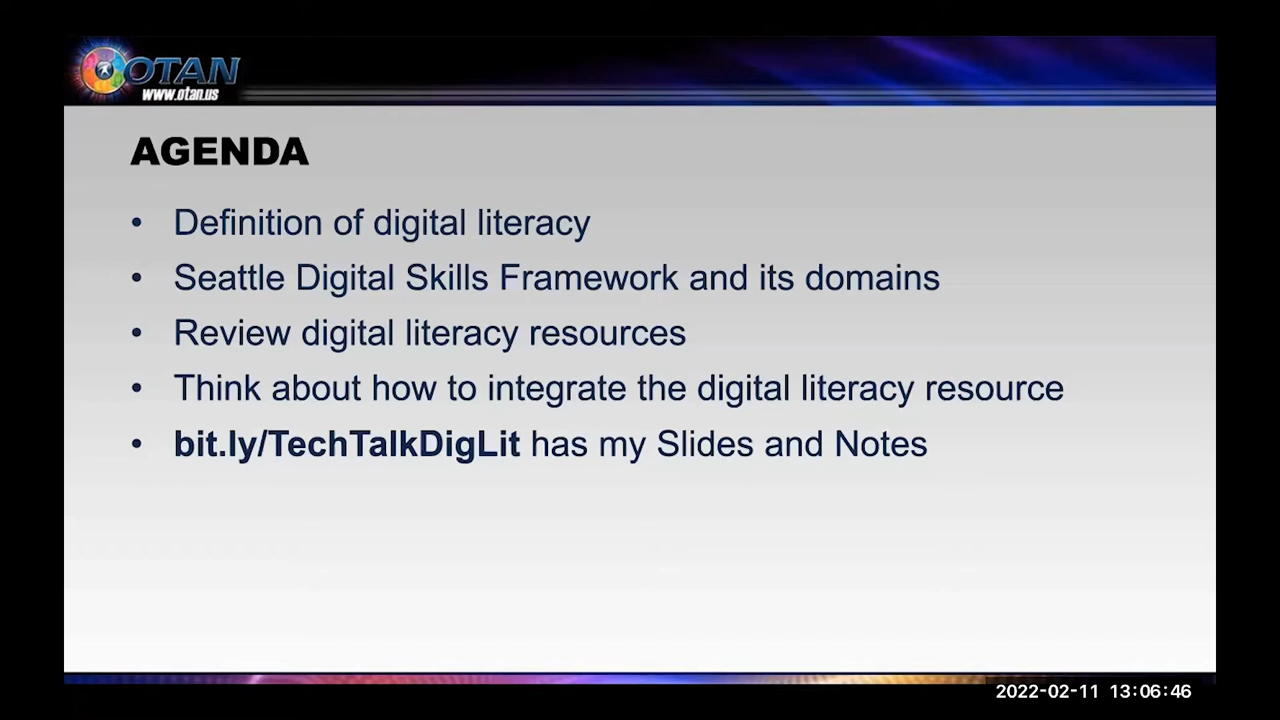 OTAN
www.otan.us
AGENDA
• Definition of digital literacy
• Seattle Digital Skills Framework and its domains
• Review digital literacy resources
• Think about how to integrate the digital literacy resource
• bit.ly/TechTalkDigLit has my Slides and Notes
2022-02-11 13:06:46